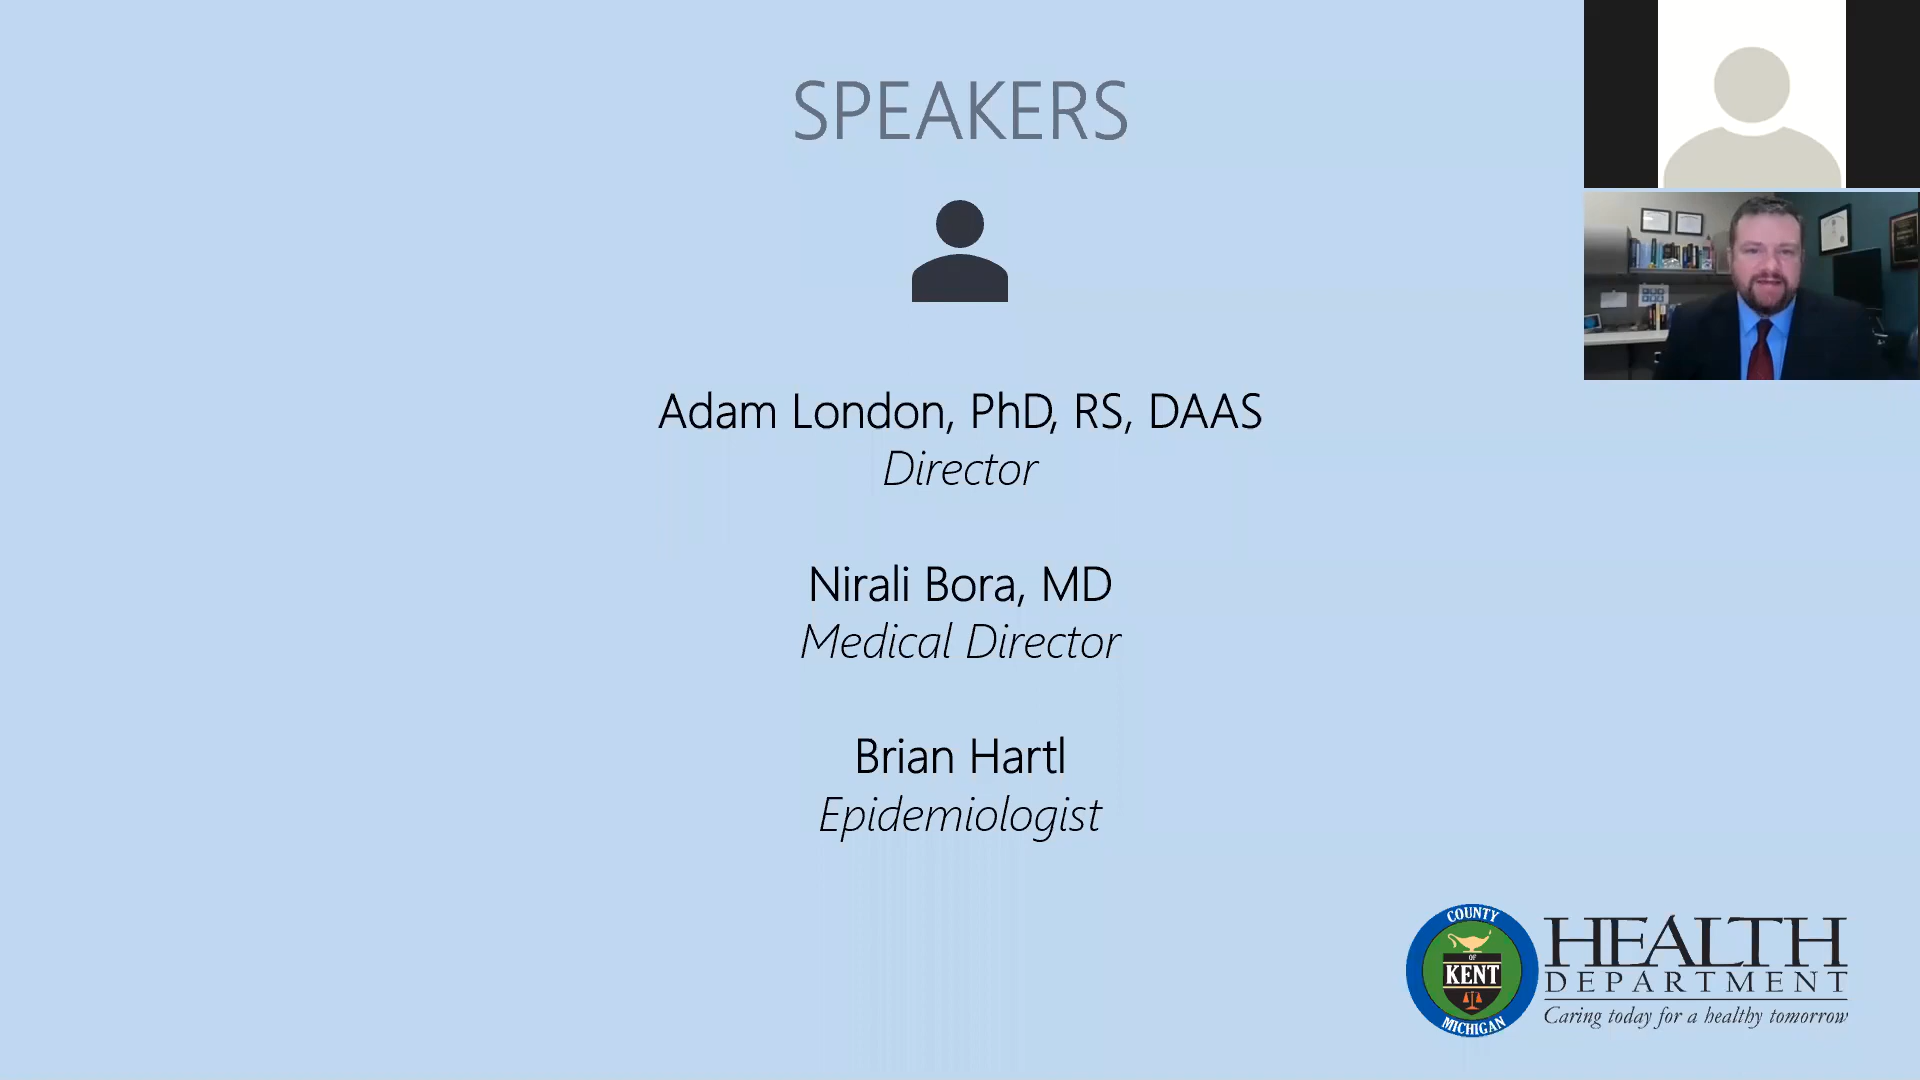 SPEAKERS
Adam London, PhD, RS, DAAS
Director
Nirali Bora, MD
Medical Director
Brian Hartl
Epidemiologist
COUNTY
OF
KENT
MICHIGAN
HEALTH
DEPARTMENT
Caring today for a healthy tomorrow